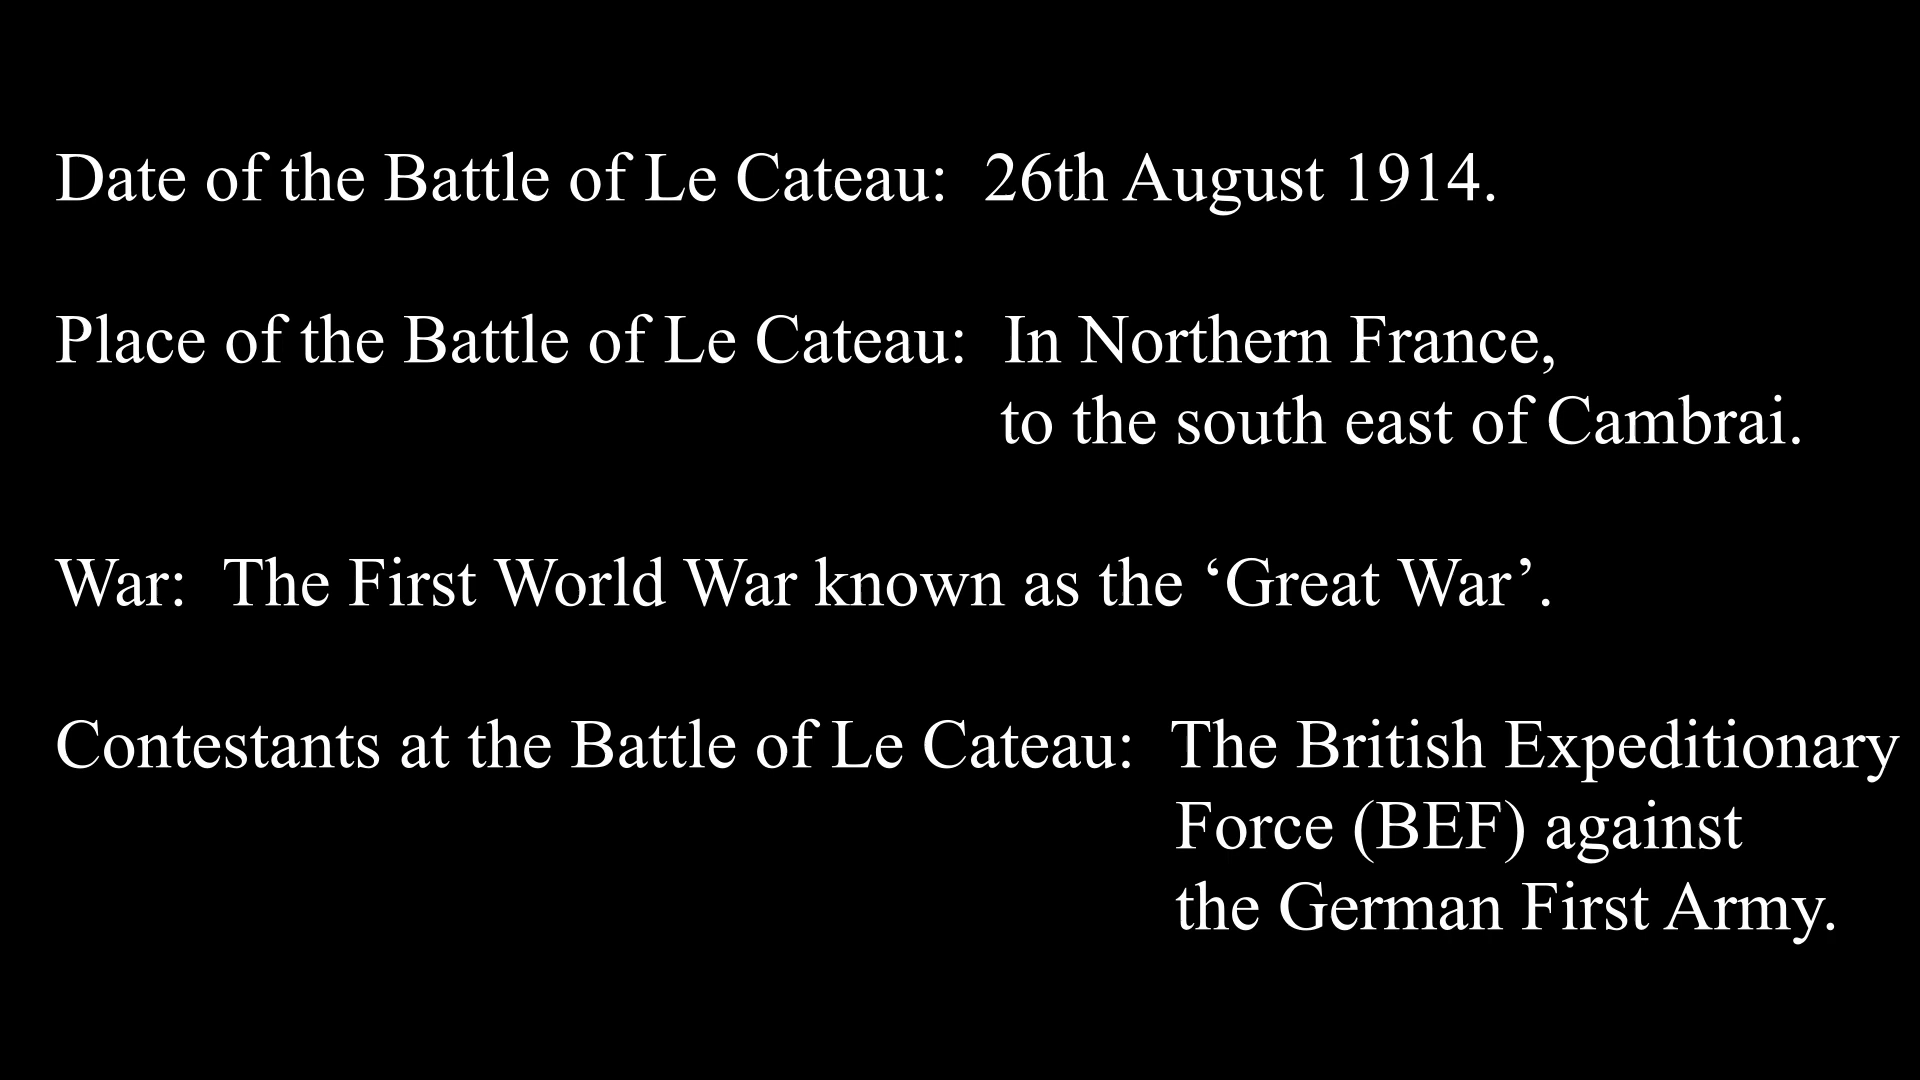 Date of the Battle of Le Cateau:  26th August 1914.
Place of the Battle of Le Cateau:  In Northern France,
to the south east of Cambrai.
War:  The First World War known as the ‘Great War’.
Contestants at the Battle of Le Cateau:  The British Expeditionary
Force (BEF) against
the German First Army.